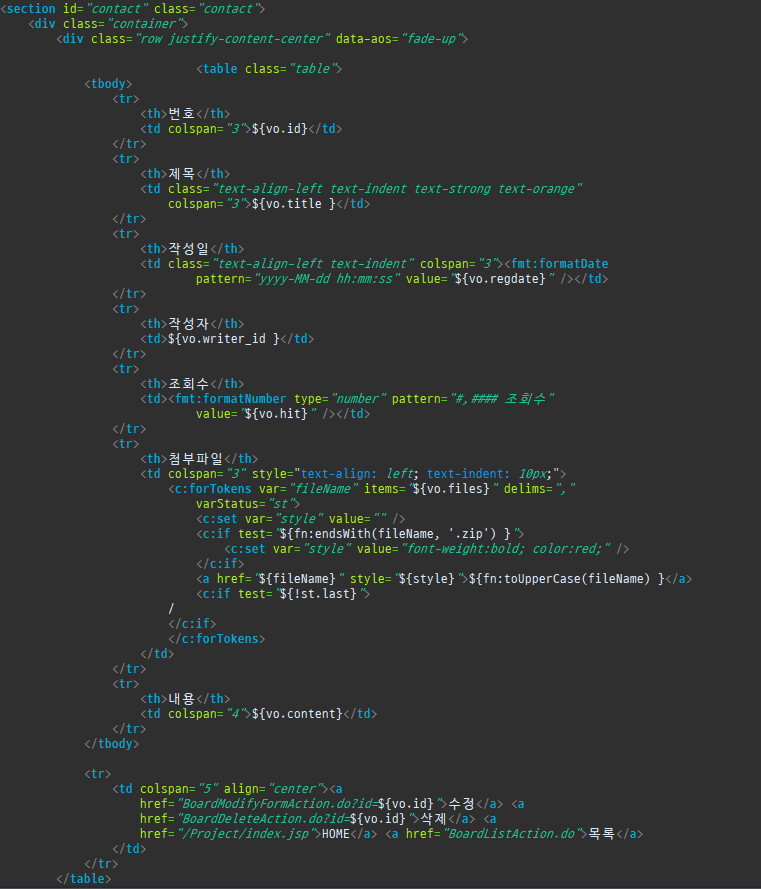 <section id="contact" class="contact">
<div class="container">
<div class="row justify-content-center" data-aos="fade-up">
<table class="table">
<tbody>
<tr>
<th>번호</th>
<td colspan="3">${vo.id}</td>
</tr>
<tr>
<th>제목</th>
<td class="text-align-left text-indent text-strong text-orange"
colspan="3">${vo.title }</td>
</tr>
<tr>
<th>작성일</th>
<td class="text-align-left text-indent" colspan="3"><fmt:formatDate
pattern="yyyy-MM-dd hh:mm:ss" value="${vo.regdate}" /></td>
</tr>
<tr>
<th>작성자</th>
<td>${vo.writer_id }</td>
</tr>
<tr>
<th>조회수</th>
<td><fmt:formatNumber type="number" pattern="#,#### 조회수"
value="${vo.hit}" /></td>
</tr>
<tr>
<th>첨부파일</th>
<td colspan="3" style="text-align: left; text-indent: 10px;">
<c:forTokens var="fileName" items="${vo.files}" delims=","
varStatus="st">
<c:set var="style" value="" />
<c:if test="${fn:endsWith(fileName, '.zip') }">
<c:set var="style" value="font-weight:bold; color:red;" />
</c:if>
<a href="${fileName}" style="${style}">${fn:toUpperCase(fileName) }</a>
<c:if test="${!st.last}">
/
</c:if>
</c:forTokens>
</td>
</tr>
<tr>
<th>내용</th>
<td colspan="4">${vo.content}</td>
</tr>
</tbody>
<tr>
<td colspan="5" align="center"><a
href="BoardModifyFormAction.do?id=${vo.id}">수정</a> <a
href="BoardDeleteAction.do?id=${vo.id}">삭제</a> <a
href="/Project/index.jsp">HOME</a> <a href="BoardListAction.do">목록</a>
</td>
</tr>
</table>